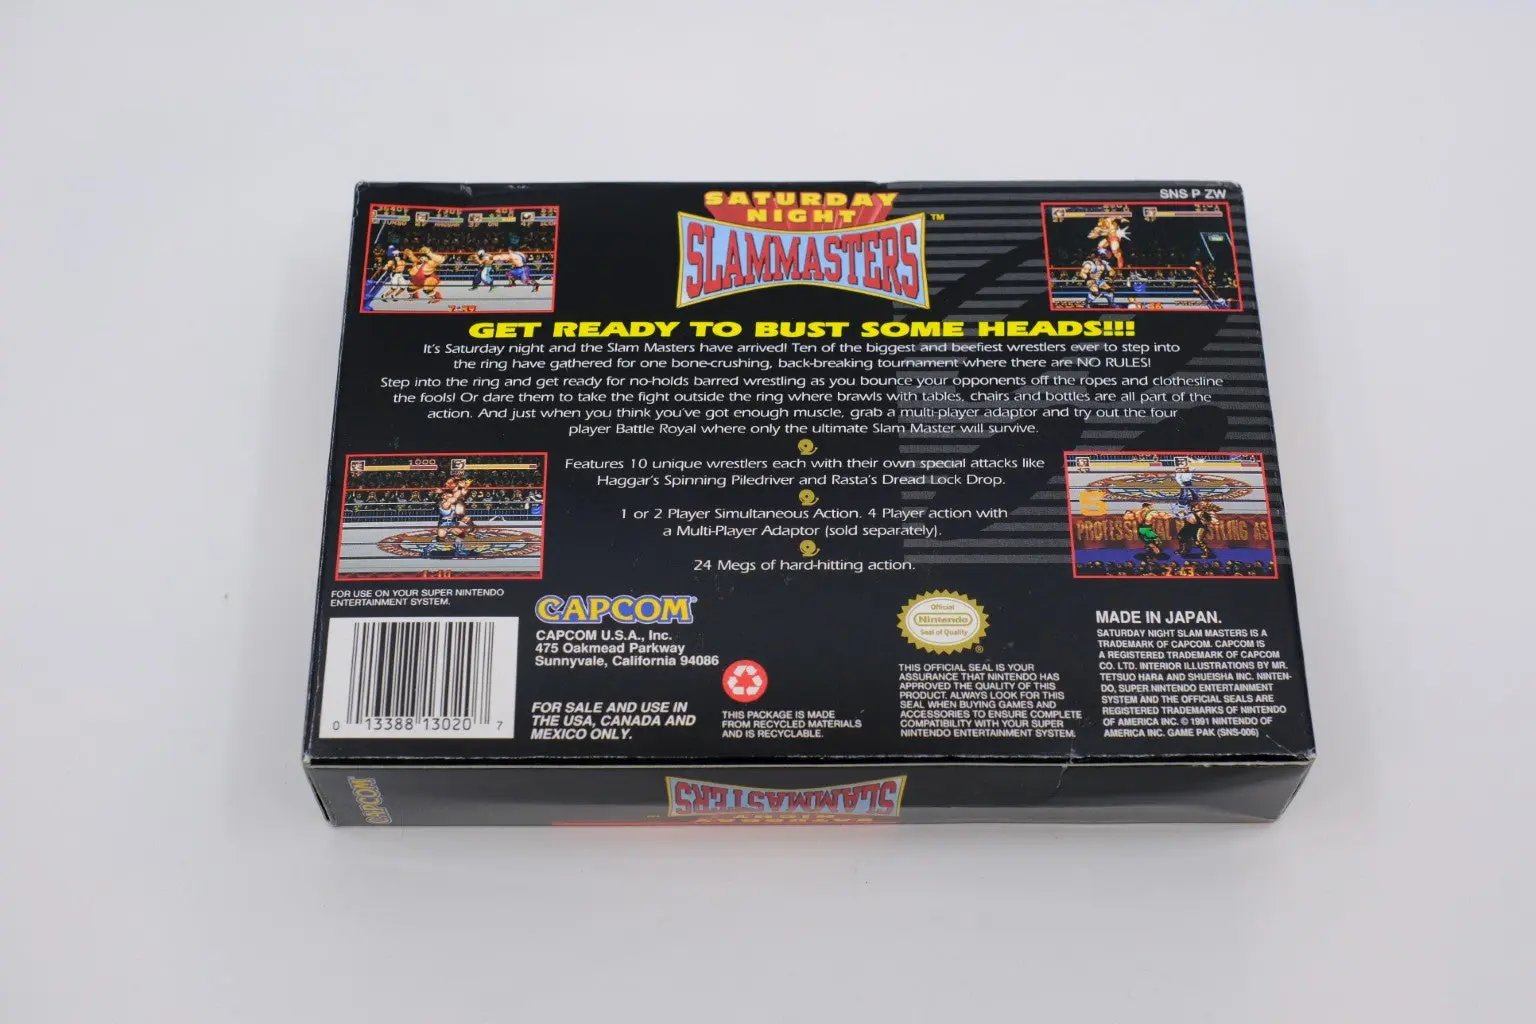 SNS P ZW
SATURDAY
NIGHT
SLAMMASTERS™
GET READY TO BUST SOME HEADS!!!
It's Saturday night and the Slam Masters have arrived! Ten of the biggest and beefiest wrestlers ever to step into
the ring have gathered for one bone-crushing, back-breaking tournament where there are NO RULES!
Step into the ring and get ready for no-holds barred wrestling as you bounce your opponents off the ropes and clothesline
the fools! Or dare them to take the fight outside the ring where brawls with tables, chairs and bottles are all part of the
action. And just when you think you've got enough muscle, grab a multi-player adaptor and try out the four
player Battle Royal where only the ultimate Slam Master will survive.
Features 10 unique wrestlers each with their own special attacks like
Haggar's Spinning Piledriver and Rasta's Dread Lock Drop.
1 or 2 Player Simultaneous Action. 4 Player action with
a Multi-Player Adaptor (sold separately).
24 Megs of hard-hitting action.
1000
5
PROFESSIONAL WRESTLING AS
2:43
FOR USE ON YOUR SUPER NINTENDO
ENTERTAINMENT SYSTEM.
0 13388 13020 7
CAPCOM®
CAPCOM U.S.A., Inc.
475 Oakmead Parkway
Sunnyvale, California 94086
FOR SALE AND USE IN
THE USA, CANADA AND
MEXICO ONLY.
THIS PACKAGE IS MADE
FROM RECYCLED MATERIALS
AND IS RECYCLABLE.
Official
Nintendo
Seal of Quality
®
THIS OFFICIAL SEAL IS YOUR
ASSURANCE THAT NINTENDO HAS
APPROVED THE QUALITY OF THIS
PRODUCT. ALWAYS LOOK FOR THIS
SEAL WHEN BUYING GAMES AND
ACCESSORIES TO ENSURE COMPLETE
COMPATIBILITY WITH YOUR SUPER
NINTENDO ENTERTAINMENT SYSTEM.
MADE IN JAPAN.
SATURDAY NIGHT SLAM MASTERS IS A
TRADEMARK OF CAPCOM. CAPCOM IS
A REGISTERED TRADEMARK OF CAPCOM
CO. LTD. INTERIOR ILLUSTRATIONS BY MR.
TETSUO HARA AND SHUEISHA INC. NINTEN-
DO, SUPER NINTENDO ENTERTAINMENT
SYSTEM AND THE OFFICIAL SEALS ARE
REGISTERED TRADEMARKS OF NINTENDO
OF AMERICA INC. © 1991 NINTENDO OF
AMERICA INC. GAME PAK (SNS-006)
CAPCOM
SLAMMASTERS
SATURDAY NIGHT